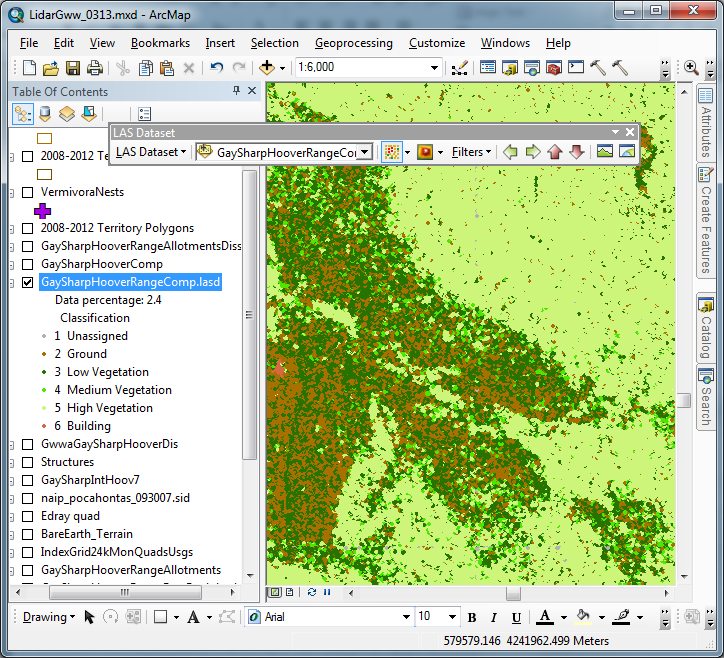 LidarGww_0313.mxd - ArcMap
File Edit View Bookmarks Insert Selection Geoprocessing Customize Windows Help
1:6,000
Table Of Contents
LAS Dataset
LAS Dataset GaySharpHooverRangeCo Filters
2008-2012 Te
VermivoraNests
2008-2012 Territory Polygons
GaySharpHooverRangeAllotmentsDiss
GaySharpHooverComp
GaySharpHooverRangeComp.lasd
Data percentage: 2.4
Classification
1 Unassigned
2 Ground
3 Low Vegetation
4 Medium Vegetation
5 High Vegetation
6 Building
GwwaGaySharpHooverDis
Structures
GaySharpIntHoov7
naip_pocahontas_093007.sid
Edray quad
BareEarth_Terrain
IndexGrid24kMonQuadsUsgs
GaySharpHooverRangeAllotments
Attributes
Create Features
Catalog
Search
Drawing A Arial 10 B I U A
579579.146 4241962.499 Meters